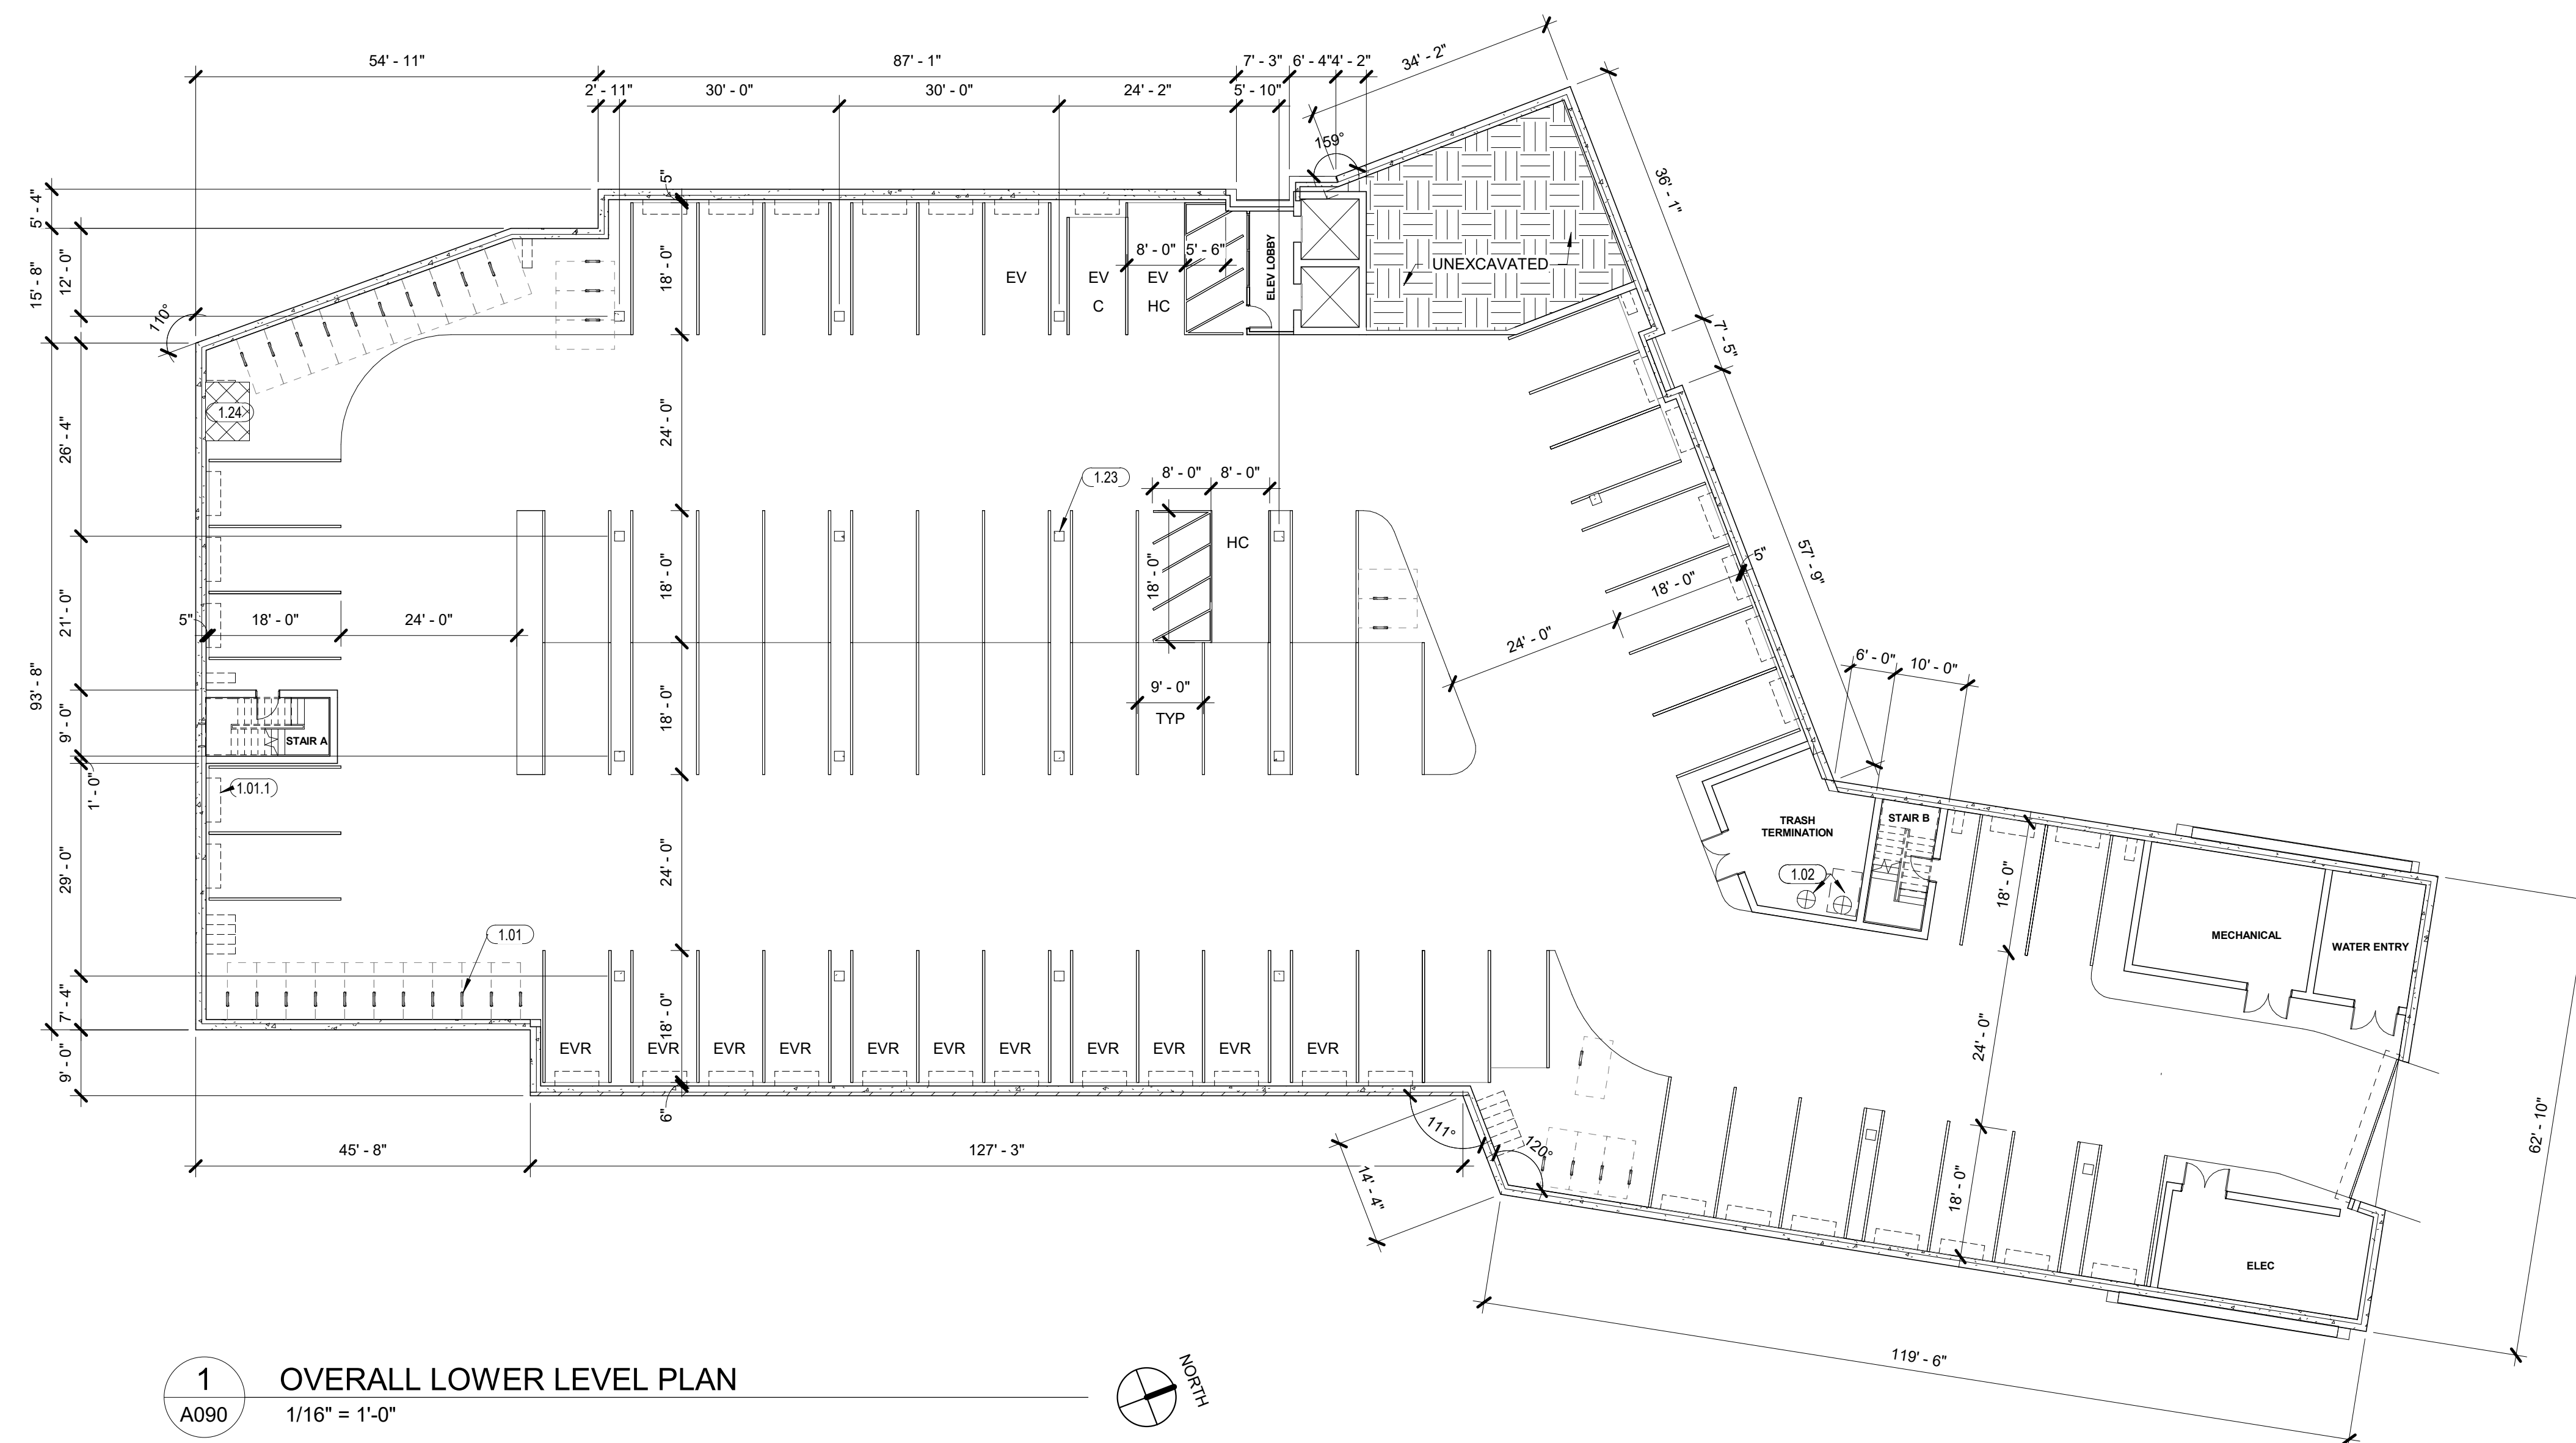 34' - 2"
54' - 11"
87' - 1"
7' - 3"
6' - 4"
4' - 2"
2' - 11"
30' - 0"
30' - 0"
24' - 2"
5' - 10"
159°
36' - 1"
5' - 4"
5"
15' - 8"
12' - 0"
18' - 0"
8' - 0"
5' - 6"
ELEV LOBBY
UNEXCAVATED
EV
EV
C
EV
HC
110°
7' - 5"
1.24
26' - 4"
24' - 0"
1.23
8' - 0"
8' - 0"
HC
18' - 0"
18' - 0"
57' - 9"
5"
18' - 0"
24' - 0"
21' - 0"
5"
18' - 0"
24' - 0"
93' - 8"
9' - 0"
STAIR A
18' - 0"
9' - 0"
TYP
6' - 0"
10' - 0"
1' - 0"
1.01.1
TRASH
TERMINATION
STAIR B
1.02
18' - 0"
29' - 0"
24' - 0"
1.01
MECHANICAL
WATER ENTRY
7' - 4"
18' - 0"
24' - 0"
9' - 0"
EVR
EVR
EVR
EVR
EVR
EVR
EVR
EVR
EVR
EVR
EVR
6"
111°
120°
62' - 10"
45' - 8"
127' - 3"
14' - 4"
18' - 0"
ELEC
119' - 6"
1
OVERALL LOWER LEVEL PLAN
A090
1/16" = 1'-0"
NORTH